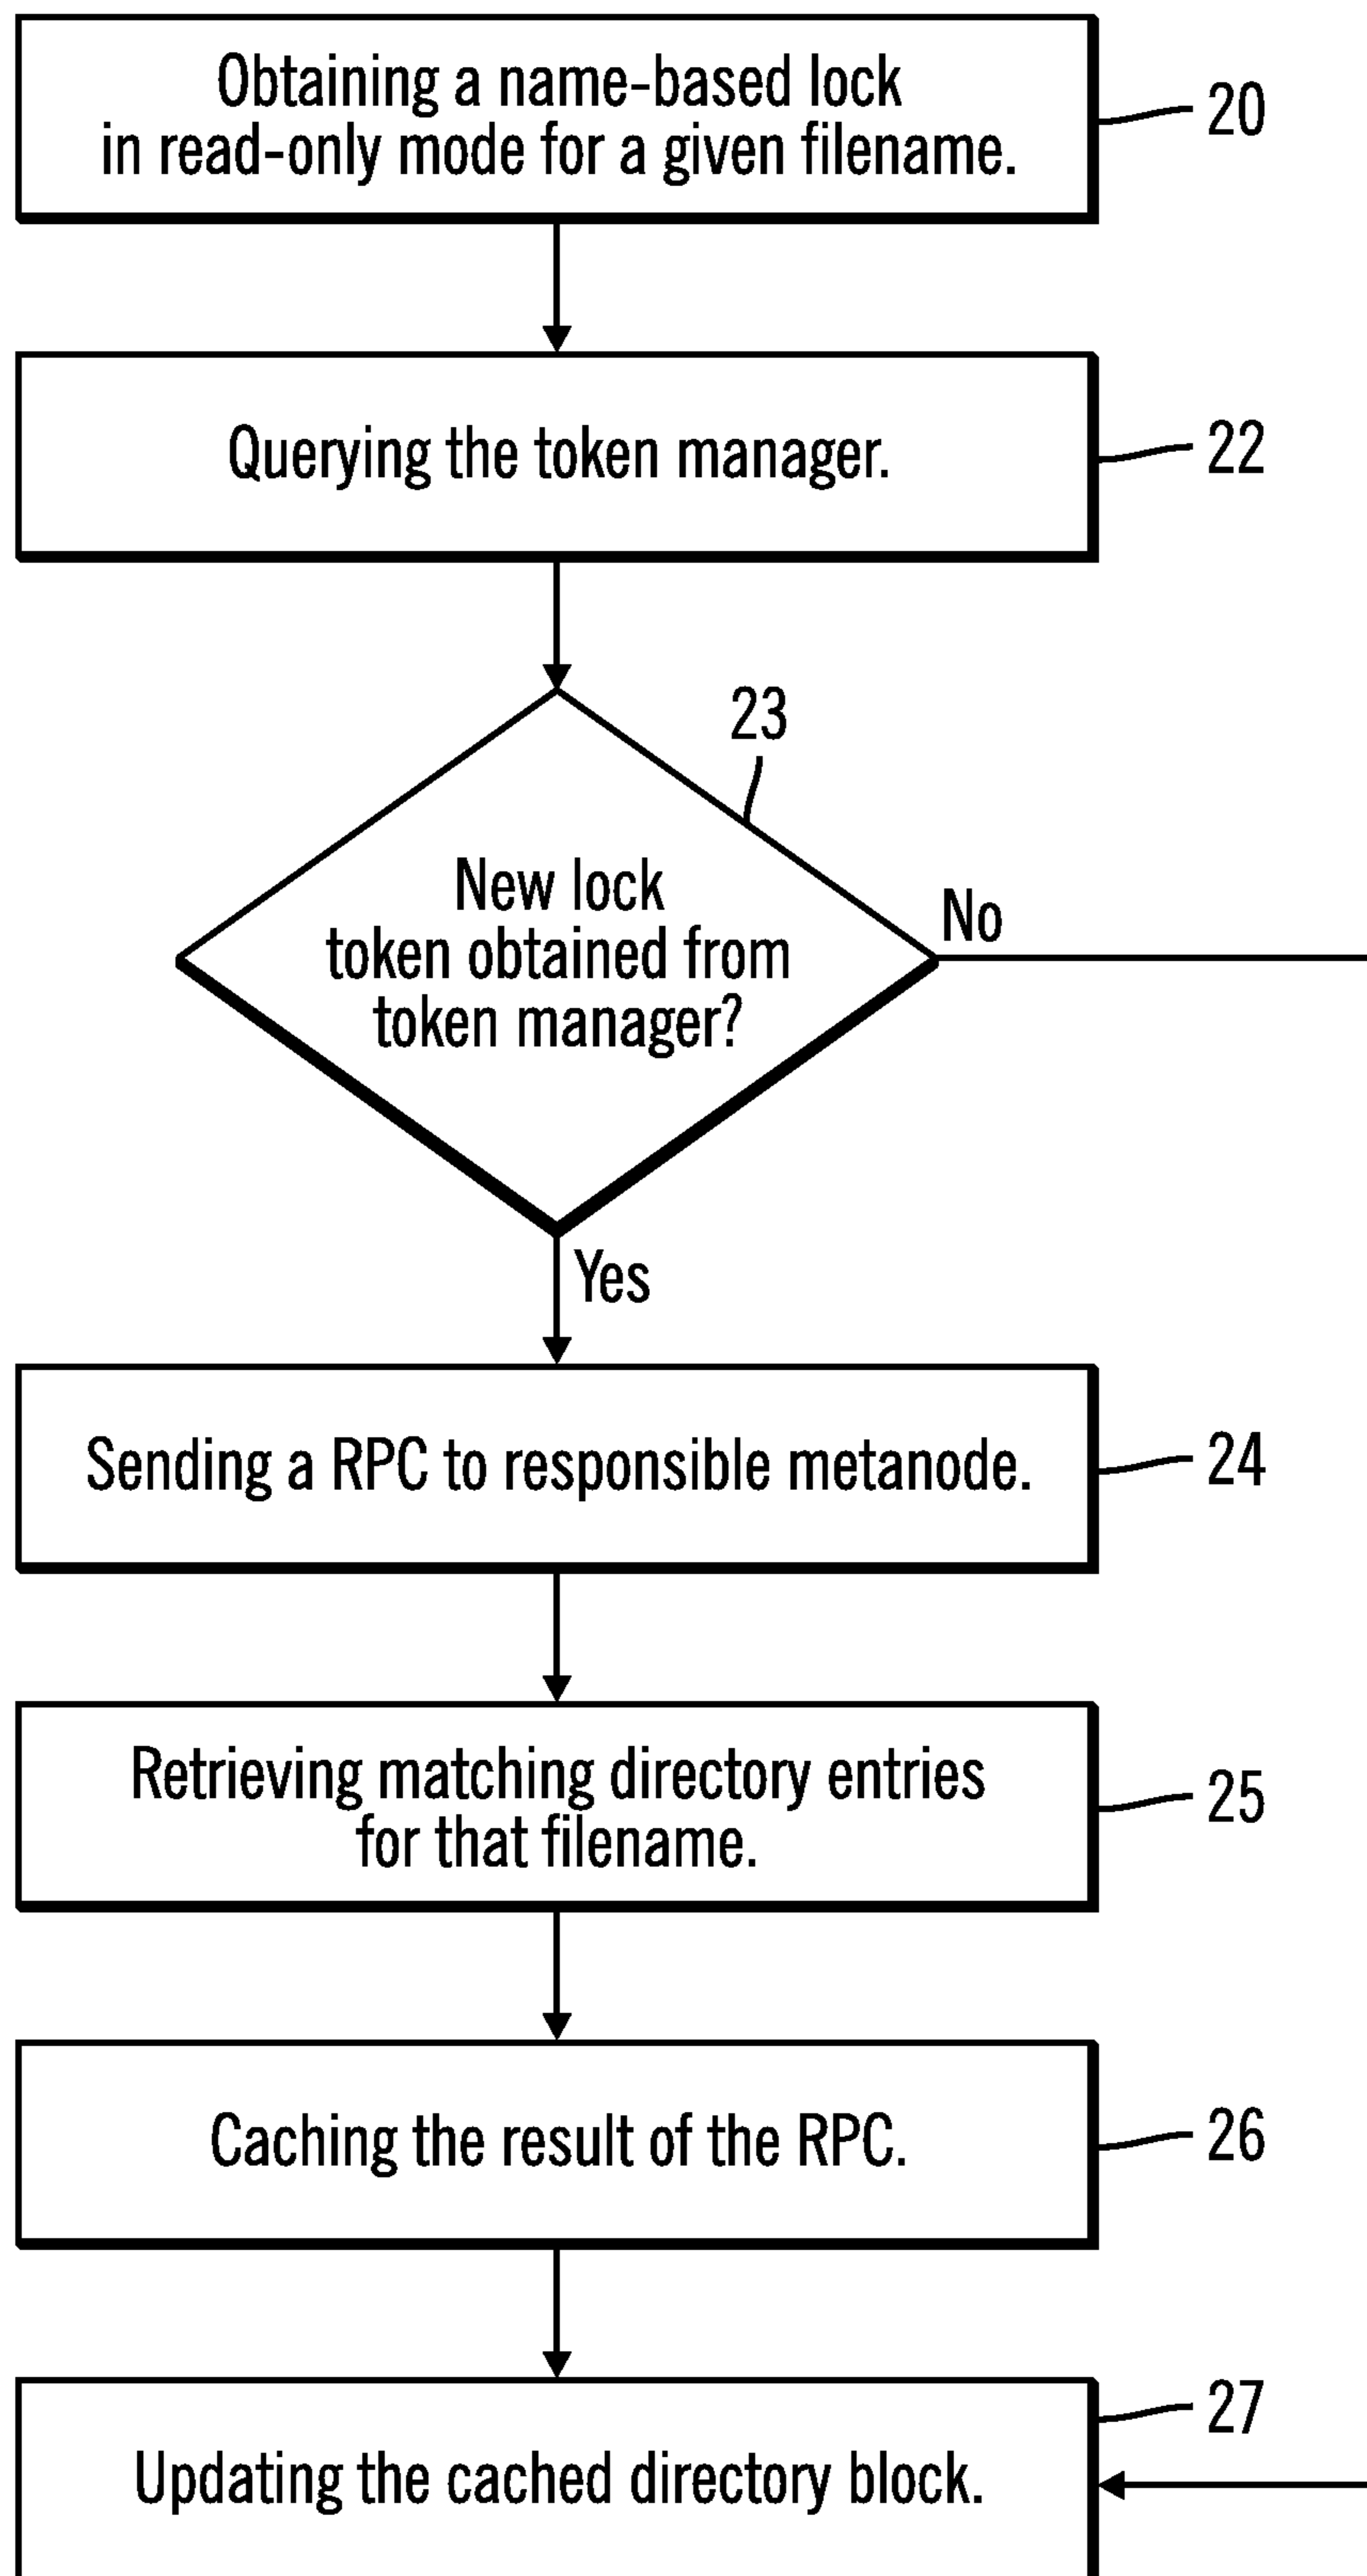 Obtaining a name-based lock
in read-only mode for a given filename.
20
Querying the token manager.
22
23
New lock
token obtained from
token manager?
No
Yes
Sending a RPC to responsible metanode.
24
Retrieving matching directory entries
for that filename.
25
Caching the result of the RPC.
26
Updating the cached directory block.
27